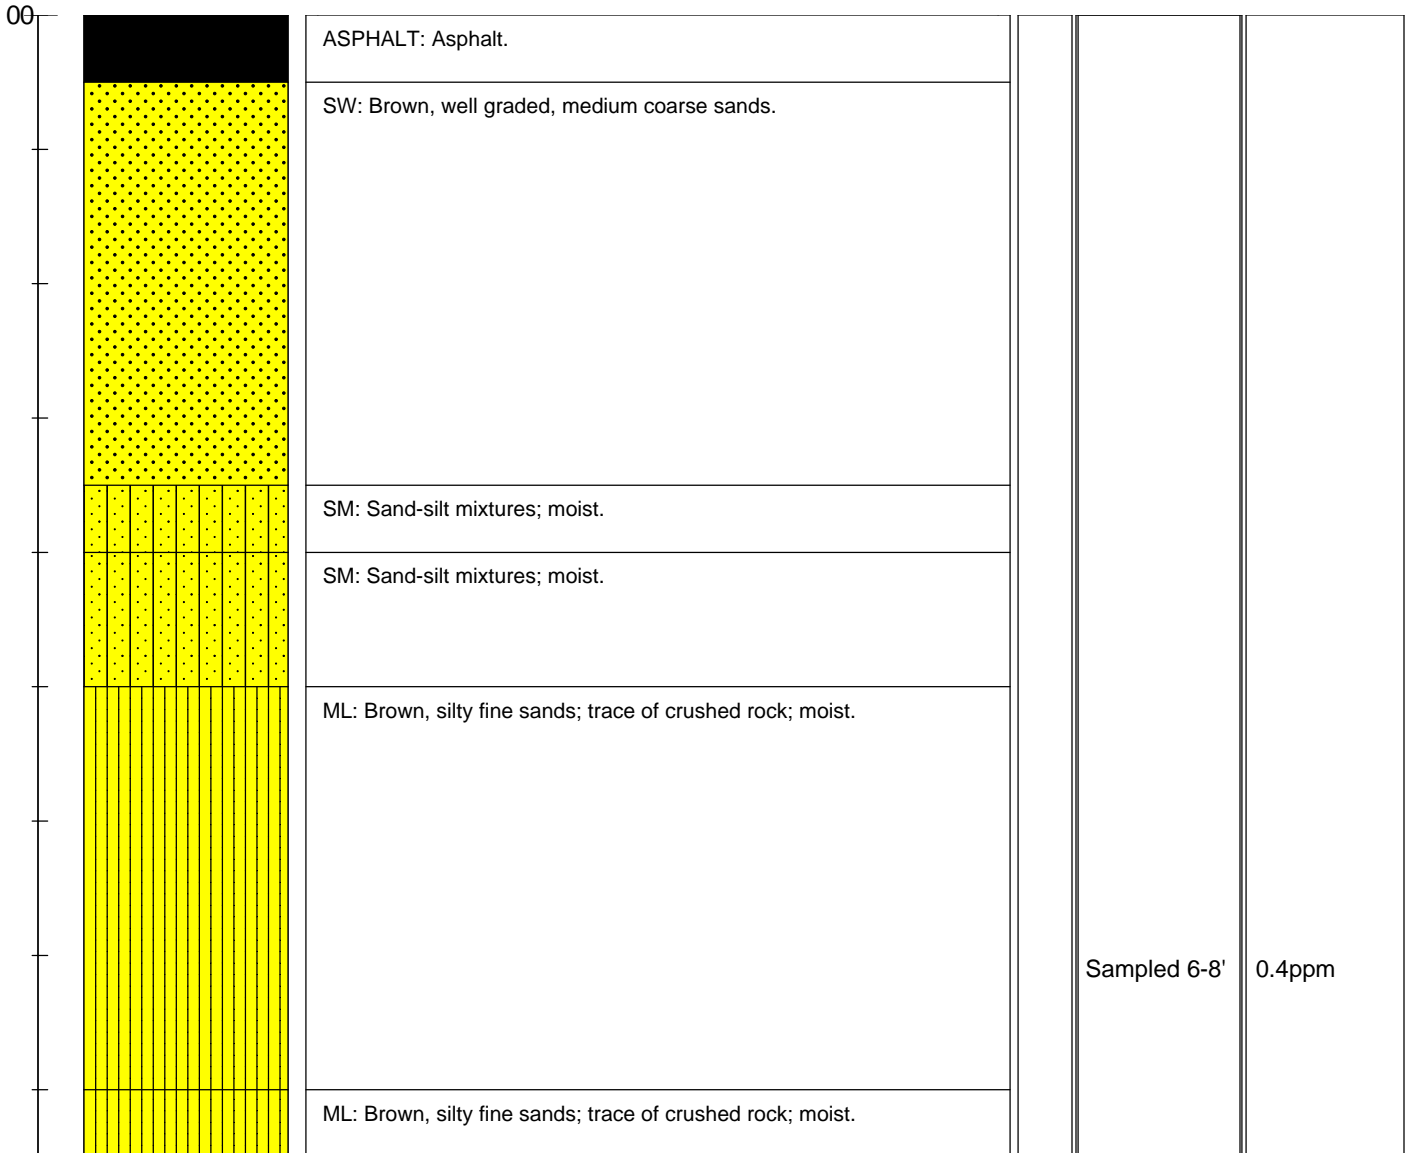 00
ASPHALT: Asphalt.
SW: Brown, well graded, medium coarse sands.
SM: Sand-silt mixtures; moist.
SM: Sand-silt mixtures; moist.
ML: Brown, silty fine sands; trace of crushed rock; moist.
Sampled 6-8' 0.4ppm
ML: Brown, silty fine sands; trace of crushed rock; moist.